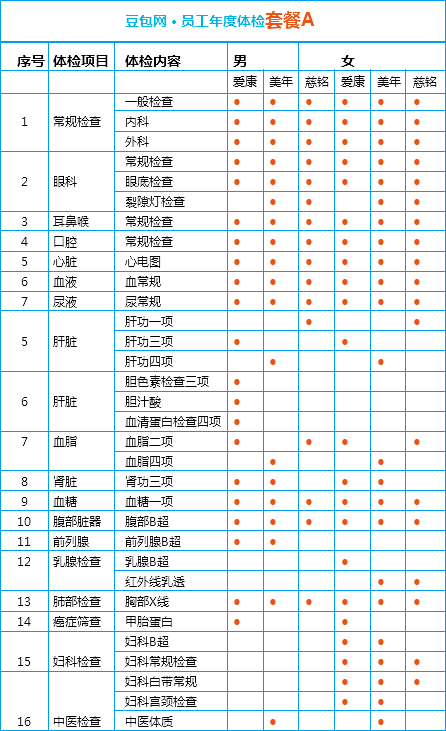 豆包网·员工年度体检套餐A
序号 体检项目 体检内容 男 女
爱康 美年 慈铭 爱康 美年 慈铭
1 常规检查 一般检查 ● ● ● ● ● ●
内科 ● ● ● ● ● ●
外科 ● ● ● ● ● ●
2 眼科 常规检查 ● ● ● ● ● ●
眼底检查 ● ● ● ● ● ●
裂隙灯检查 ● ● ● ●
3 耳鼻喉 常规检查 ● ● ● ● ● ●
4 口腔 常规检查 ● ● ● ● ● ●
5 心脏 心电图 ● ● ● ● ● ●
6 血液 血常规 ● ● ● ● ● ●
7 尿液 尿常规 ● ● ● ● ● ●
肝功一项 ● ●
5 肝脏 肝功三项 ● ●
肝功四项 ● ●
胆色素检查三项 ●
6 肝脏 胆汁酸 ●
血清蛋白检查四项 ●
7 血脂 血脂二项 ● ● ● ●
血脂四项 ● ●
8 肾脏 肾功三项 ● ● ● ●
9 血糖 血糖一项 ● ● ● ● ● ●
10 腹部脏器 腹部B超 ● ● ● ● ● ●
11 前列腺 前列腺B超 ● ●
12 乳腺检查 乳腺B超 ●
红外线乳透 ● ●
13 肺部检查 胸部X线 ● ● ● ● ● ●
14 癌症筛查 甲胎蛋白 ● ●
妇科B超 ● ●
15 妇科检查 妇科常规检查 ● ● ●
妇科白带常规 ● ● ●
妇科宫颈检查 ● ●
16 中医检查 中医体质 ● ●